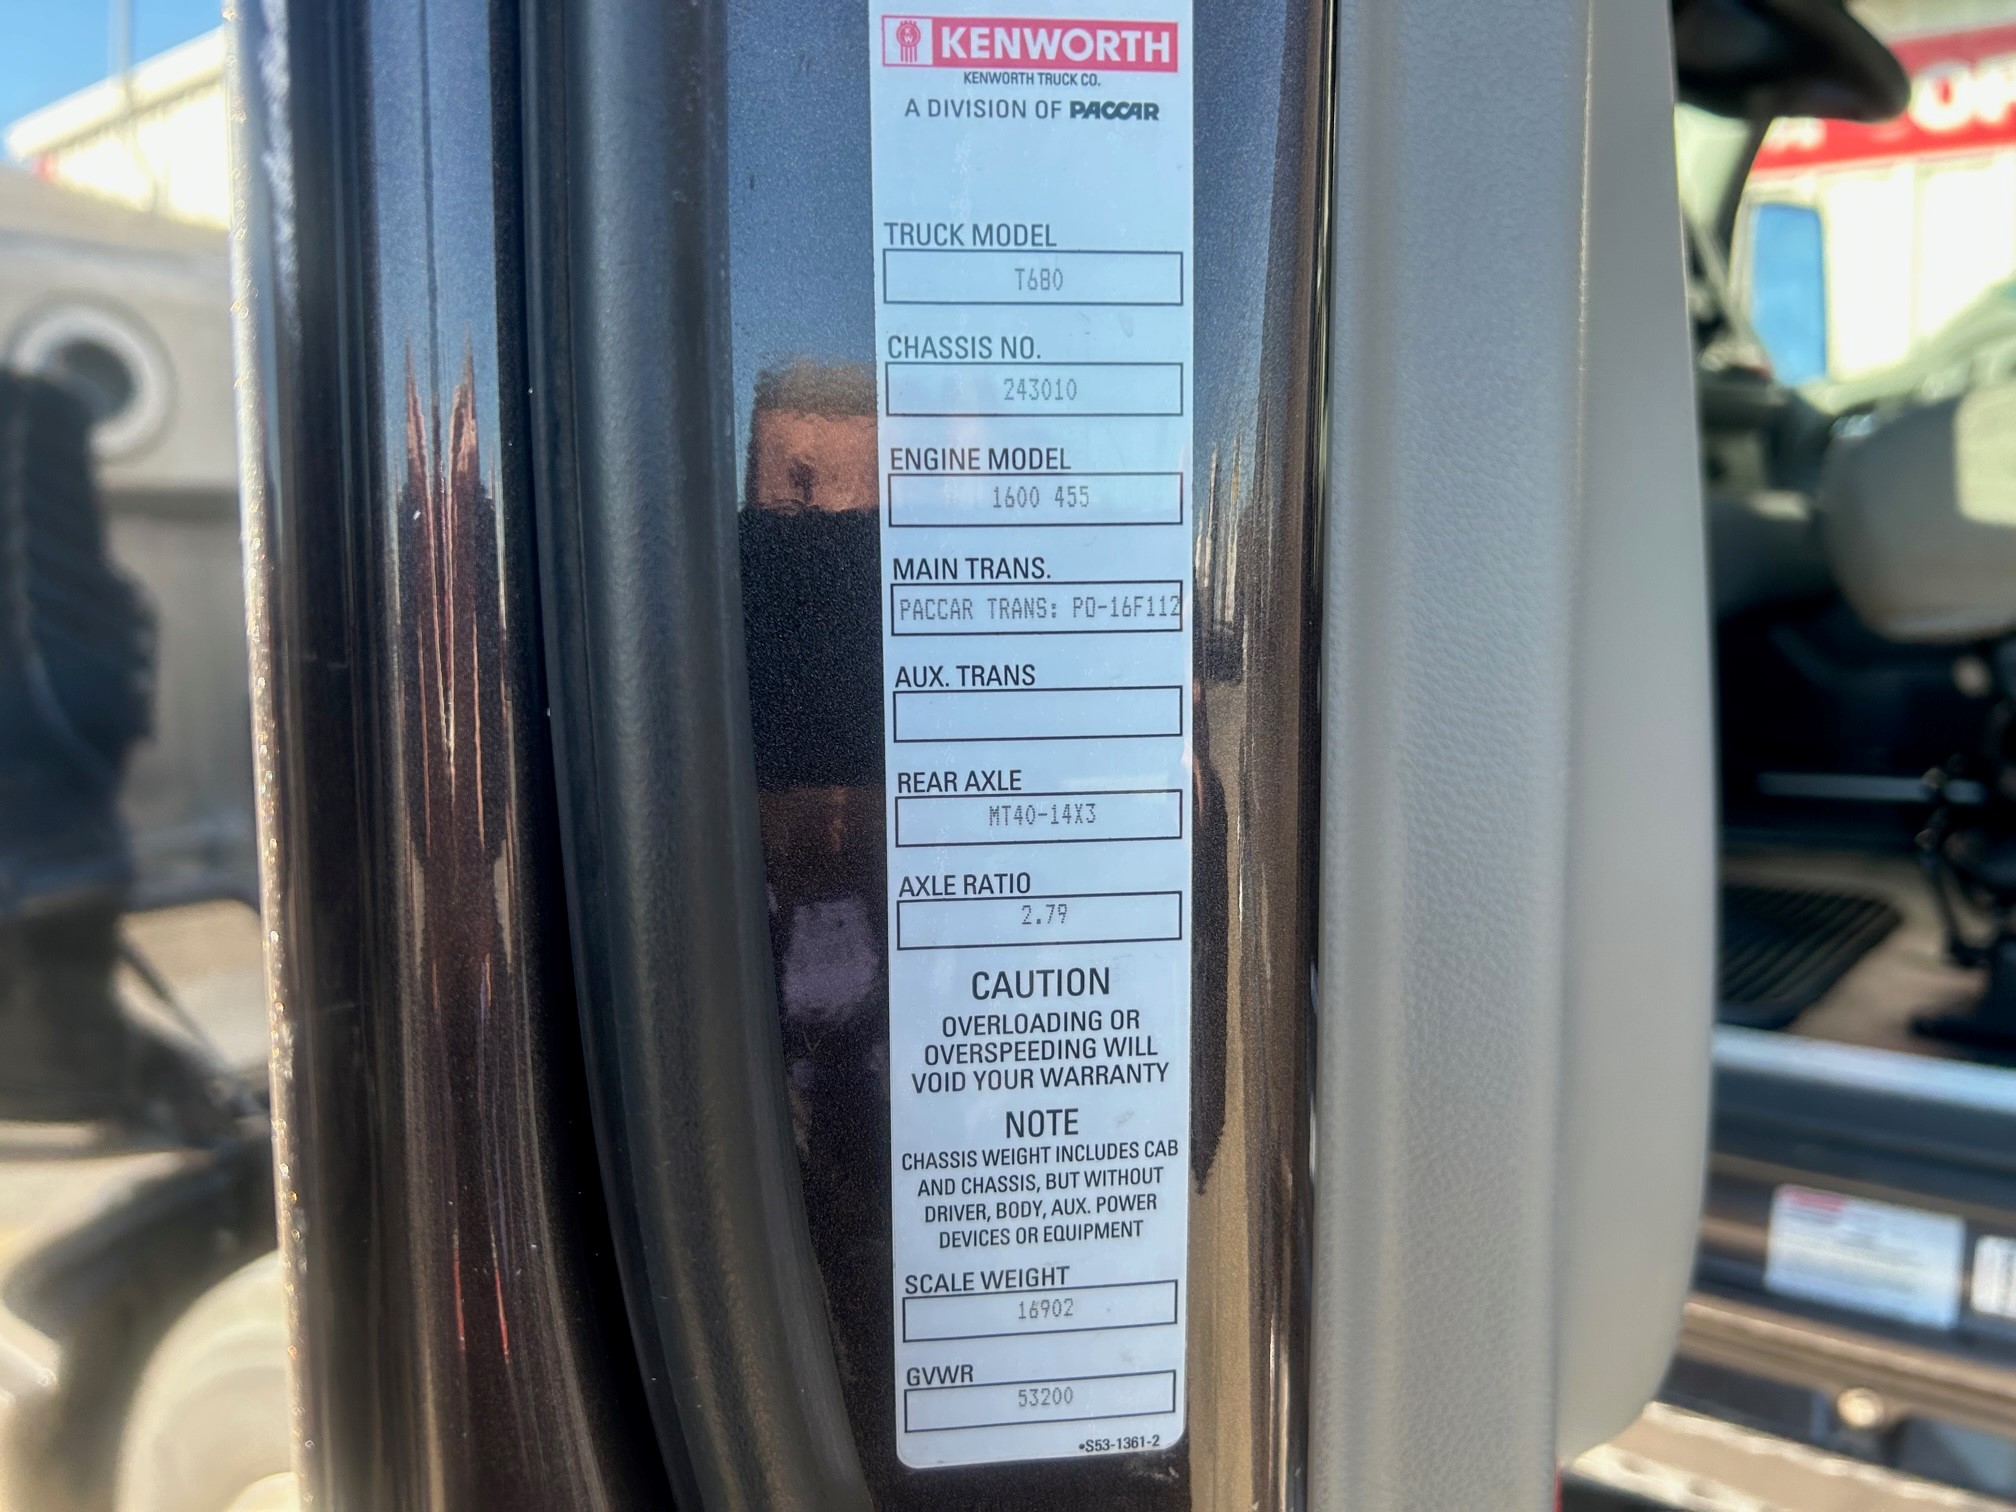 KENWORTH
KENWORTH TRUCK CO.
A DIVISION OF PACCAR
TRUCK MODEL
T680
CHASSIS NO.
243010
ENGINE MODEL
1600 455
MAIN TRANS.
PACCAR TRANS: PO-16F112
AUX. TRANS
REAR AXLE
MT40-14X3
AXLE RATIO
2.79
CAUTION
OVERLOADING OR
OVERSPEEDING WILL
VOID YOUR WARRANTY
NOTE
CHASSIS WEIGHT INCLUDES CAB
AND CHASSIS, BUT WITHOUT
DRIVER, BODY, AUX. POWER
DEVICES OR EQUIPMENT
SCALE WEIGHT
16902
GVWR
53200
•S53-1361-2